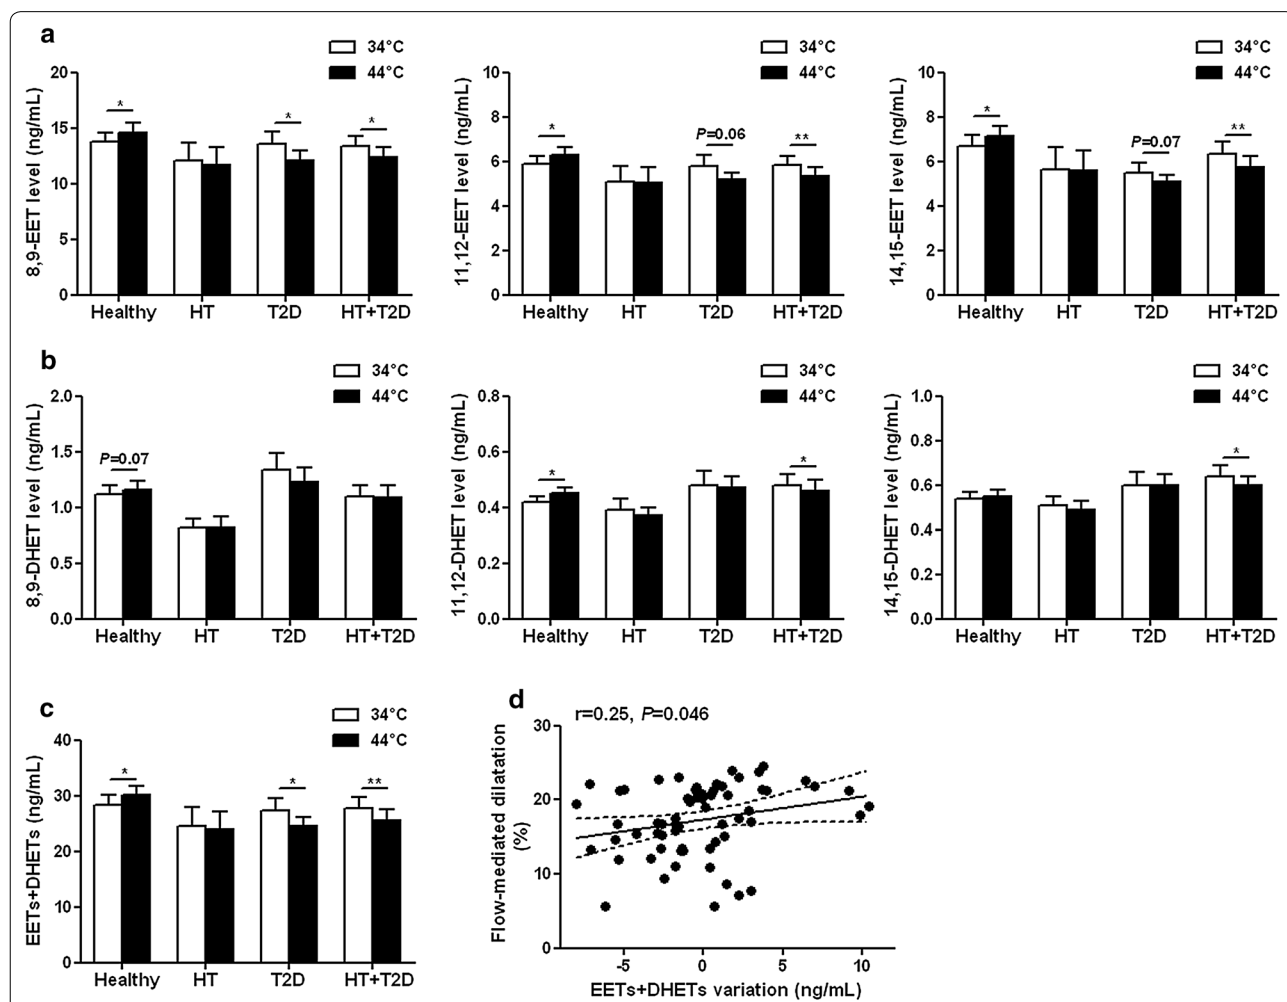 a
34°C
44°C
8,9-EET level (ng/mL)
20
15
10
5
0
*
*
*
Healthy HT T2D HT+T2D
34°C
44°C
11,12-EET level (ng/mL)
10
8
6
4
2
0
*
P=0.06
**
Healthy HT T2D HT+T2D
34°C
44°C
14,15-EET level (ng/mL)
10
8
6
4
2
0
*
P=0.07
**
Healthy HT T2D HT+T2D
b
34°C
44°C
8,9-DHET level (ng/mL)
2.0
1.5
1.0
0.5
0.0
P=0.07
Healthy HT T2D HT+T2D
34°C
44°C
11,12-DHET level (ng/mL)
0.8
0.6
0.4
0.2
0.0
*
*
Healthy HT T2D HT+T2D
34°C
44°C
14,15-DHET level (ng/mL)
1.0
0.8
0.6
0.4
0.2
0.0
*
Healthy HT T2D HT+T2D
c
34°C
44°C
EETs+DHETs (ng/mL)
40
30
20
10
0
*
*
**
Healthy HT T2D HT+T2D
d
r=0.25, P=0.046
Flow-mediated dilatation
(%)
30
20
10
0
-5 0 5 10
EETs+DHETs variation (ng/mL)